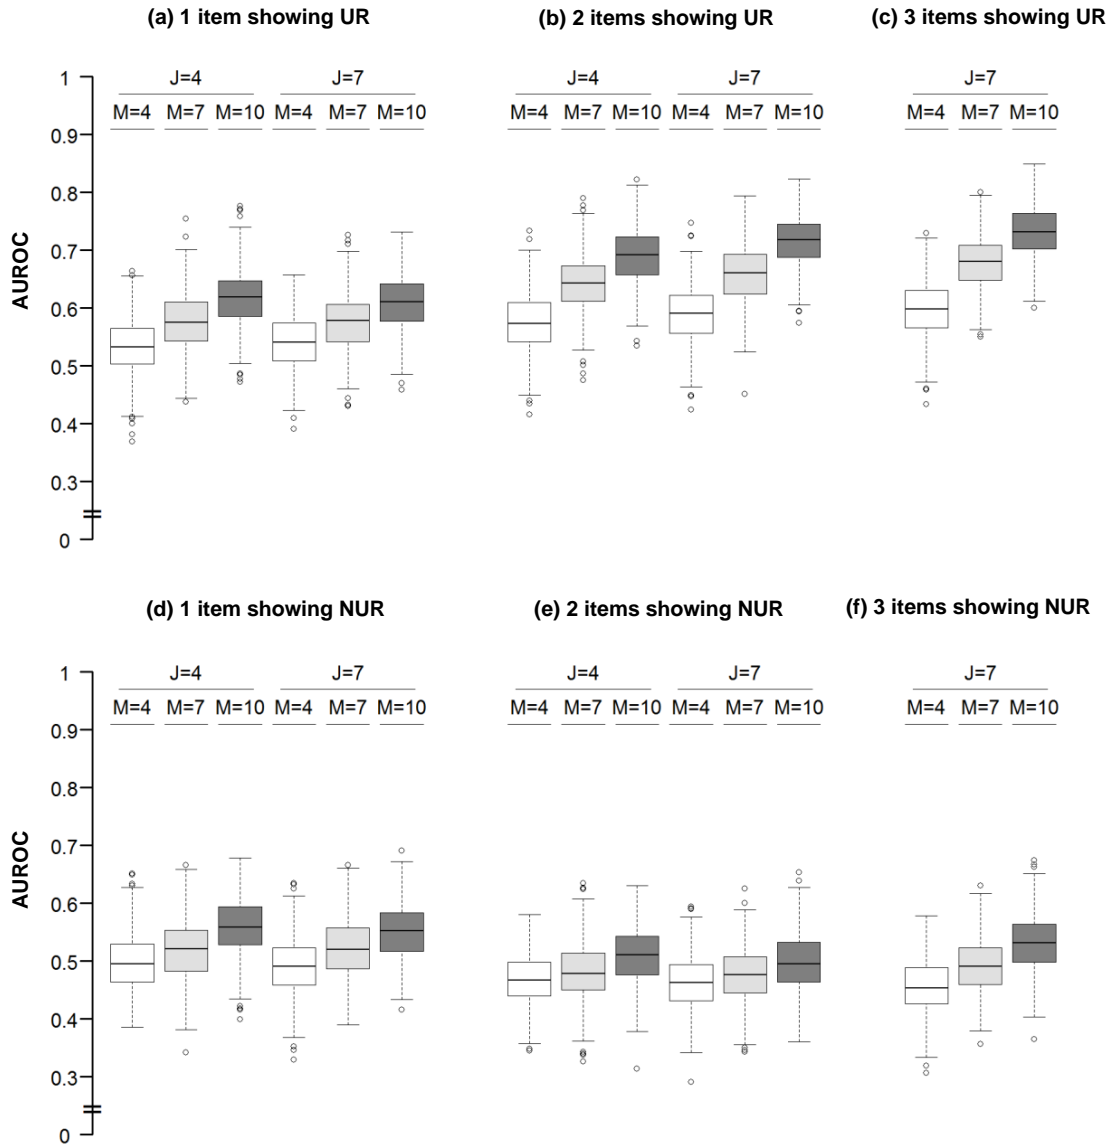 (a) 1 item showing UR
(b) 2 items showing UR
(c) 3 items showing UR
J=4
J=7
J=4
J=7
J=7
M=4 M=7 M=10 M=4 M=7 M=10
M=4 M=7 M=10 M=4 M=7 M=10
M=4 M=7 M=10
AUROC
1
0.9
0.8
0.7
0.6
0.5
0.4
0.3
0
(d) 1 item showing NUR
(e) 2 items showing NUR
(f) 3 items showing NUR
J=4
J=7
J=4
J=7
J=7
M=4 M=7 M=10 M=4 M=7 M=10
M=4 M=7 M=10 M=4 M=7 M=10
M=4 M=7 M=10
AUROC
1
0.9
0.8
0.7
0.6
0.5
0.4
0.3
0